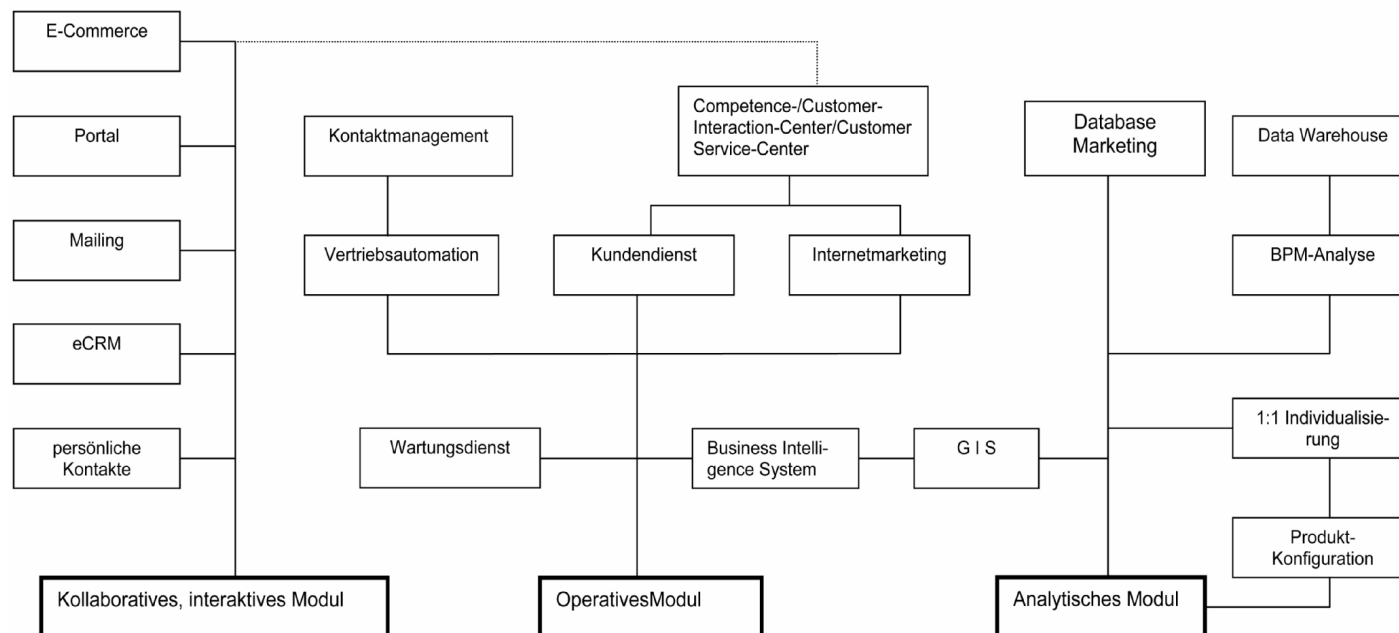 E-Commerce
Portal
Mailing
eCRM
persönliche
Kontakte
Kollaboratives, interaktives Modul
Kontaktmanagement
Vertriebsautomation
Competence-/Customer-
Interaction-Center/Customer
Service-Center
Kundendienst
Internetmarketing
Wartungsdienst
Business Intelli-
gence System
G I S
OperativesModul
Database
Marketing
Data Warehouse
BPM-Analyse
1:1 Individualisie-
rung
Produkt-
Konfiguration
Analytisches Modul